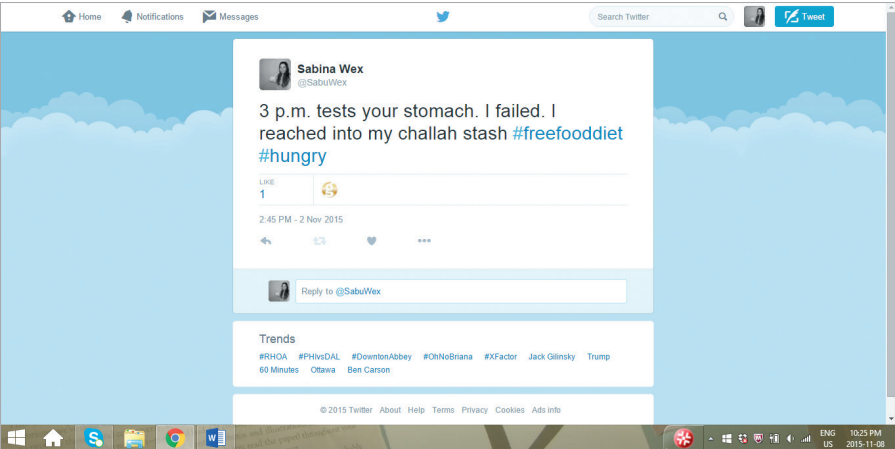 Home Notifications Messages Search Twitter Tweet
Sabina Wex
@SabuWex
3 p.m. tests your stomach. I failed. I
reached into my challah stash #freefooddiet
#hungry
LIKE
1
2:45 PM - 2 Nov 2015
Reply to @SabuWex
Trends
#RHOA #PHIvsDAL #DowntonAbbey #OhNoBriana #XFactor Jack Gilinsky Trump
60 Minutes Ottawa Ben Carson
© 2015 Twitter About Help Terms Privacy Cookies Ads info
ENG 10:25 PM
US 2015-11-08